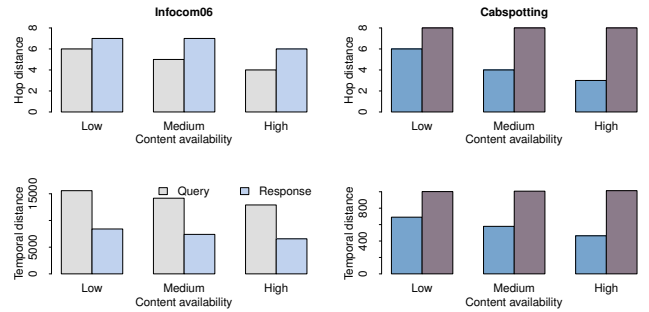 Infocom06
Hop distance
0 2 4 6 8
Low Medium High
Content availability
Cabspotting
Hop distance
0 2 4 6 8
Low Medium High
Content availability
Temporal distance
0 5000 15000
Query Response
Low Medium High
Content availability
Temporal distance
0 400 800
Low Medium High
Content availability